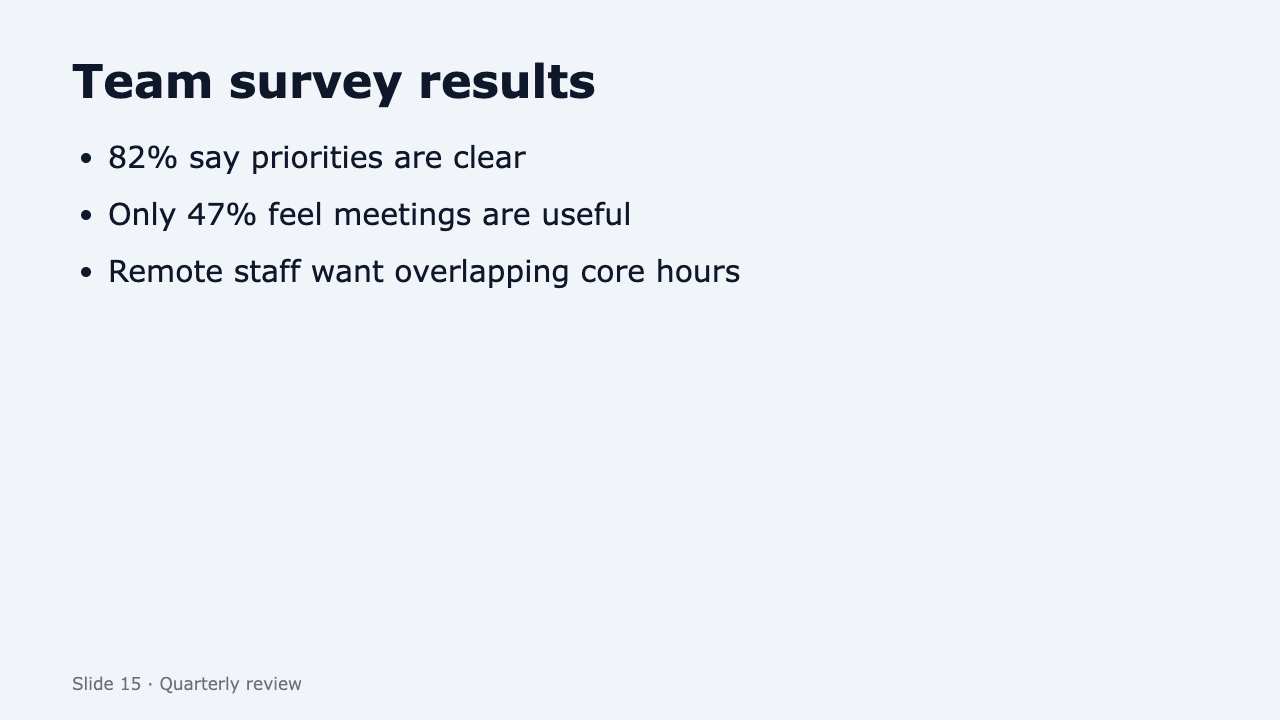 Team survey results
• 82% say priorities are clear
• Only 47% feel meetings are useful
• Remote staff want overlapping core hours
Slide 15 · Quarterly review